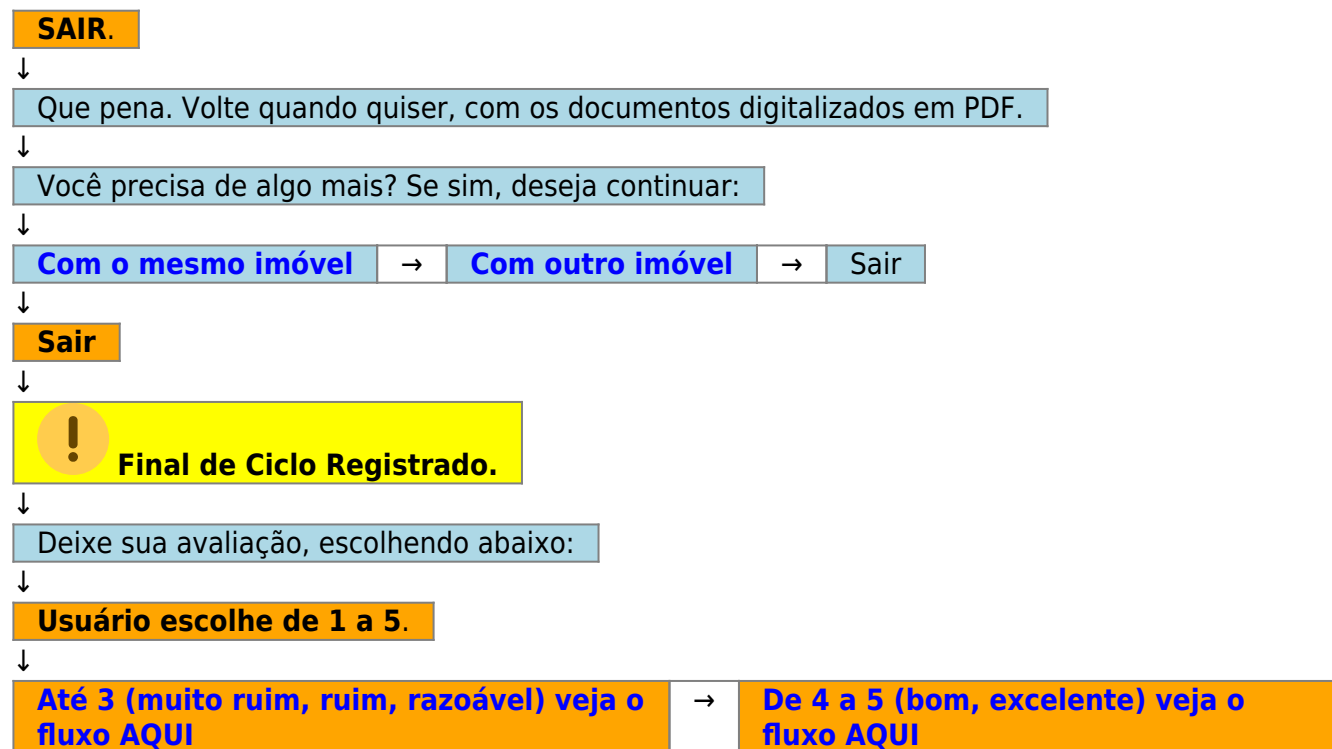 SAIR.
↓
Que pena. Volte quando quiser, com os documentos digitalizados em PDF.
↓
Você precisa de algo mais? Se sim, deseja continuar:
↓
Com o mesmo imóvel → Com outro imóvel → Sair
↓
Sair
↓
Final de Ciclo Registrado.
↓
Deixe sua avaliação, escolhendo abaixo:
↓
Usuário escolhe de 1 a 5.
↓
Até 3 (muito ruim, ruim, razoável) veja o
fluxo AQUI
→
De 4 a 5 (bom, excelente) veja o
fluxo AQUI